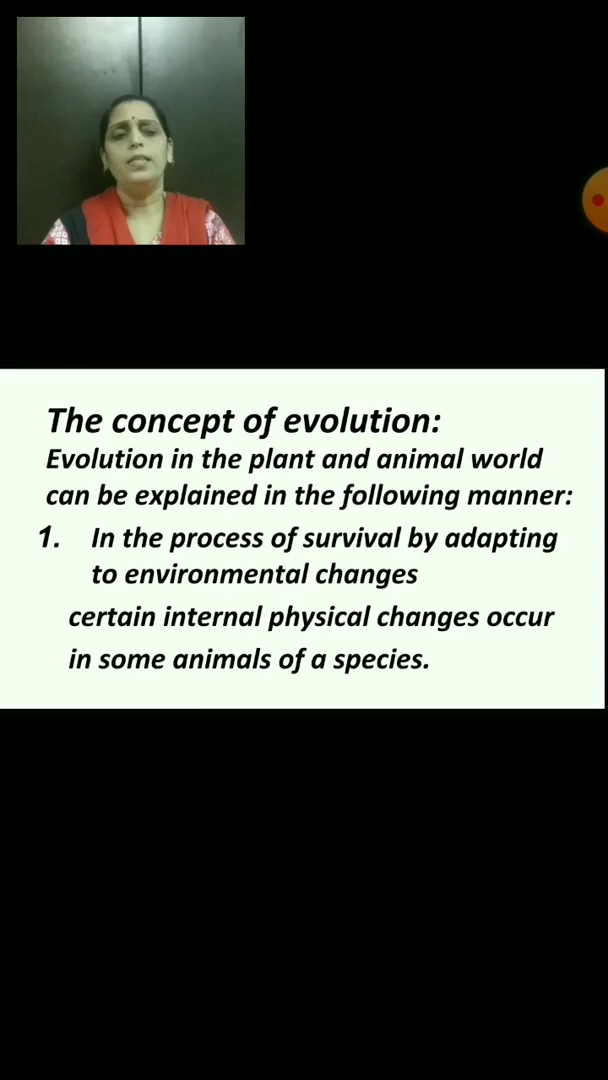 The concept of evolution:
Evolution in the plant and animal world
can be explained in the following manner:
1. In the process of survival by adapting
to environmental changes
certain internal physical changes occur
in some animals of a species.